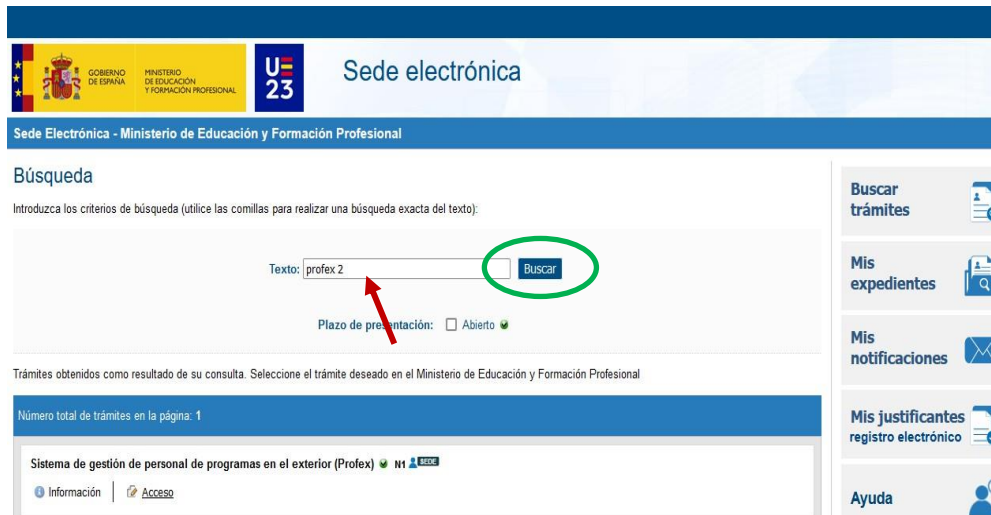 GOBIERNO
DE ESPAÑA
MINISTERIO
DE EDUCACIÓN
Y FORMACIÓN PROFESIONAL
UE
23
Sede electrónica
Sede Electrónica - Ministerio de Educación y Formación Profesional
Búsqueda
Introduzca los criterios de búsqueda (utilice las comillas para realizar una búsqueda exacta del texto):
Texto: profex 2 Buscar
Plazo de presentación: Abierto
Trámites obtenidos como resultado de su consulta. Seleccione el trámite deseado en el Ministerio de Educación y Formación Profesional
Número total de trámites en la página: 1
Sistema de gestión de personal de programas en el exterior (Profex) N1 SEDE
Información Acceso
Buscar
trámites
Mis
expedientes
Mis
notificaciones
Mis justificantes
registro electrónico
Ayuda